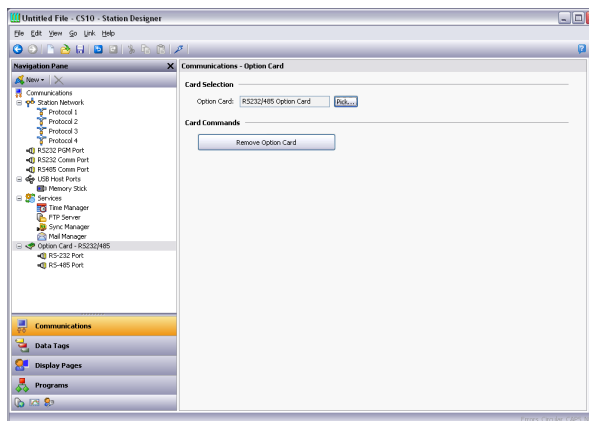 Untitled File - CS10 - Station Designer
File Edit View Go Link Help
Navigation Pane
New
Communications
Station Network
Protocol 1
Protocol 2
Protocol 3
Protocol 4
RS232 PGM Port
RS232 Comm Port
RS485 Comm Port
USB Host Ports
Memory Stick
Services
Time Manager
FTP Server
Sync Manager
Mail Manager
Option Card - RS232/485
RS-232 Port
RS-485 Port
Communications
Data Tags
Display Pages
Programs
Communications - Option Card
Card Selection
Option Card: RS232/485 Option Card Pick...
Card Commands
Remove Option Card